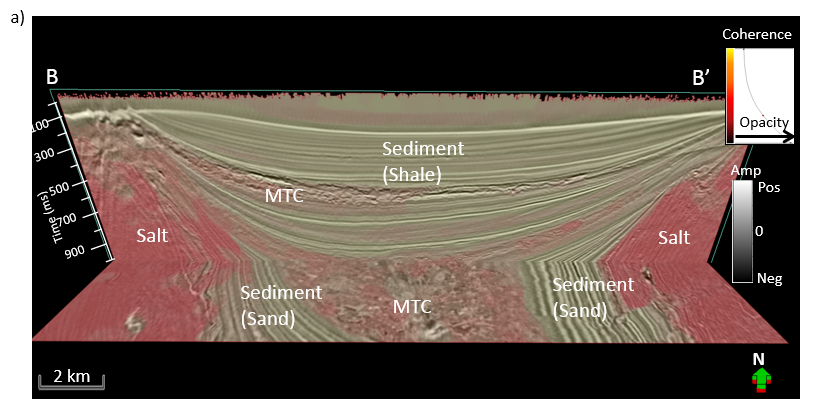 a)
Coherence
B
B’
Opacity
100
300
500
700
900
Time (ms)
Sediment
(Shale)
MTC
Amp
Pos
0
Neg
Salt
Salt
Sediment
(Sand)
MTC
Sediment
(Sand)
N
2 km